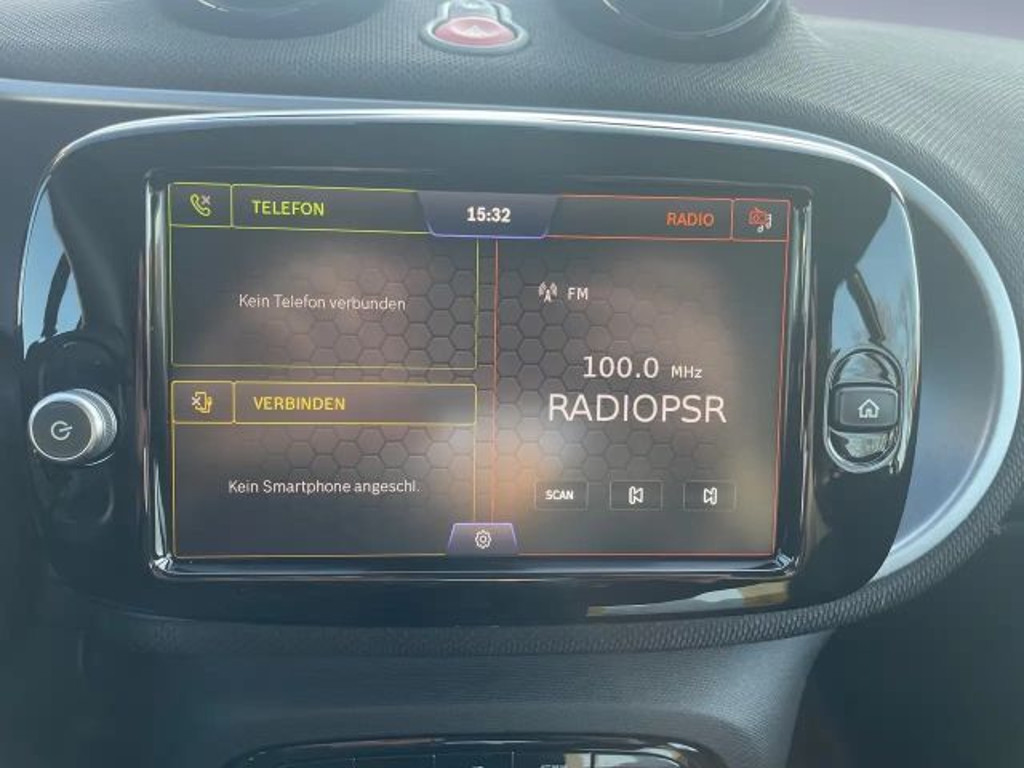 TELEFON
15:32
RADIO
Kein Telefon verbunden
FM
100.0 MHz
RADIOPSR
VERBINDEN
Kein Smartphone angeschl.
SCAN